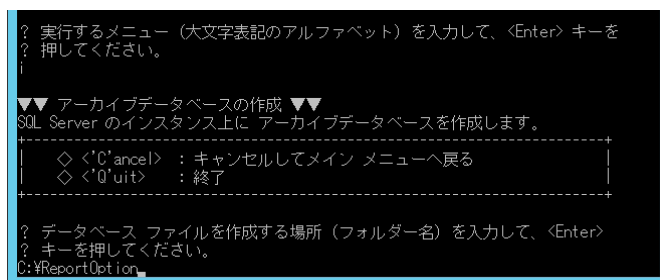 ? 実行するメニュー（大文字表記のアルファベット）を入力して、<Enter> キーを
? 押してください。
i
▼▼ アーカイブデータベースの作成 ▼▼
SQL Server のインスタンス上に アーカイブデータベースを作成します。
◇ <'C'ancel> : キャンセルしてメイン メニューへ戻る
◇ <'Q'uit> : 終了
? データベース ファイルを作成する場所（フォルダー名）を入力して、<Enter>
? キーを押してください。
C:¥ReportOption